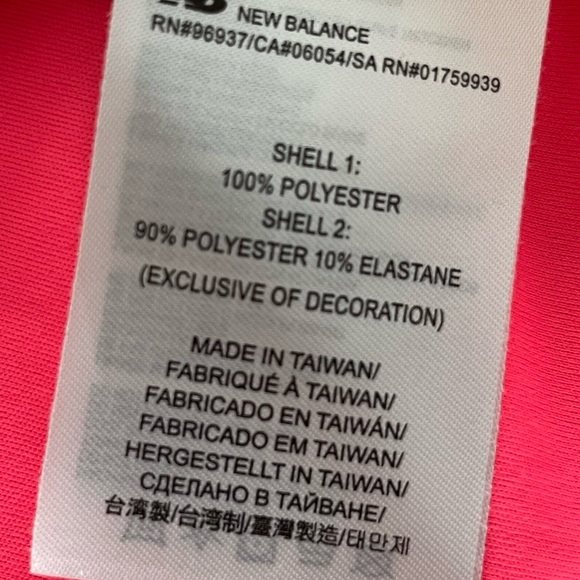 NEW BALANCE
RN#96937/CA#06054/SA RN#01759939
SHELL 1:
100% POLYESTER
SHELL 2:
90% POLYESTER 10% ELASTANE
(EXCLUSIVE OF DECORATION)
MADE IN TAIWAN/
FABRIQUÉ À TAIWAN/
FABRICADO EN TAIWÁN/
FABRICADO EM TAIWAN/
HERGESTELLT IN TAIWAN/
СДЕЛАНО В ТАЙВАНЕ/
台湾製/台湾制/臺灣製造/태만제